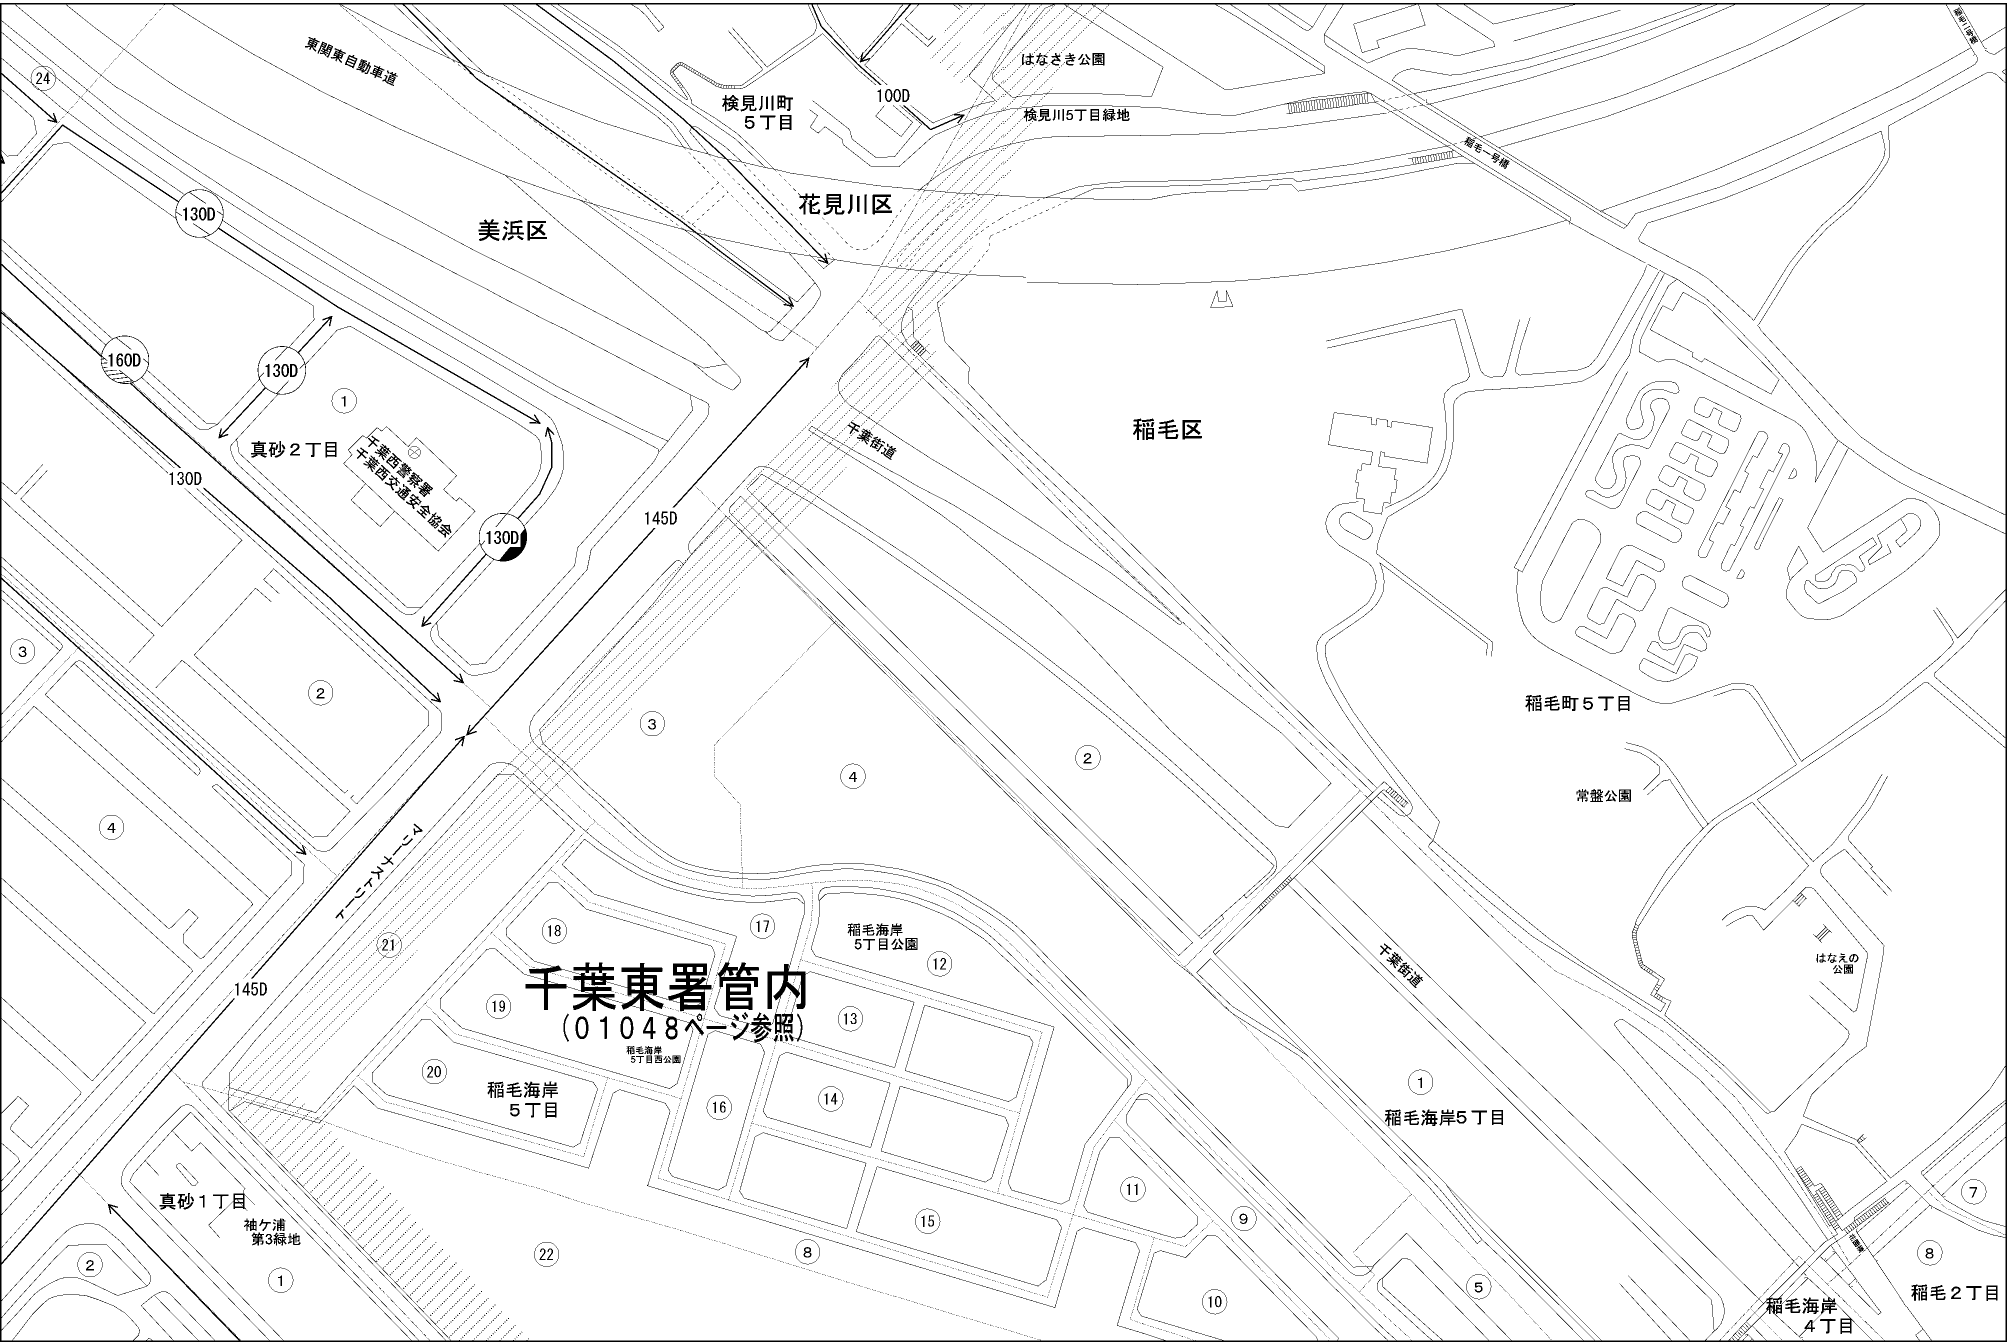 24
東関東自動車道
検見川町
５丁目
100D
はなさき公園
検見川5丁目緑地
稲毛一号橋
130D
美浜区
花見川区
160D
130D
1
真砂２丁目
千葉西警察署
千葉西交通安全協会
130D
130D
145D
千葉街道
稲毛区
3
2
4
3
4
2
稲毛町５丁目
常盤公園
マリーナストリート
21
145D
18
17
稲毛海岸
5丁目公園
12
千葉街道
はなえの
公園
千葉東署管内
(０１０４８ページ参照)
19
13
稲毛海岸
5丁目西公園
20
稲毛海岸
５丁目
16
14
1
稲毛海岸５丁目
真砂１丁目
袖ケ浦
第3緑地
2
1
22
8
15
11
9
10
5
7
8
稲毛２丁目
稲毛海岸
４丁目